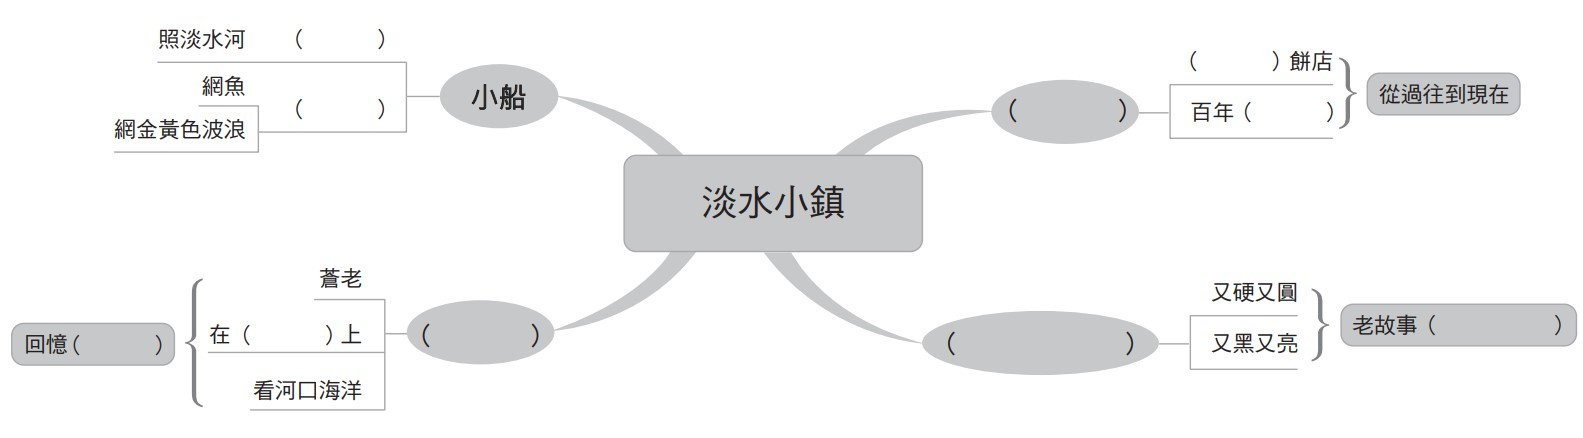 淡水小鎮
小船
照淡水河（　　　）
網魚
網金黃色波浪
（　　　）
（　　　）
（　　　）餅店
百年（　　　）
從過往到現在
（　　　）
蒼老
在（　　　）上
看河口海洋
回憶（　　　）
（　　　　　　）
又硬又圓
又黑又亮
老故事（　　　　　）